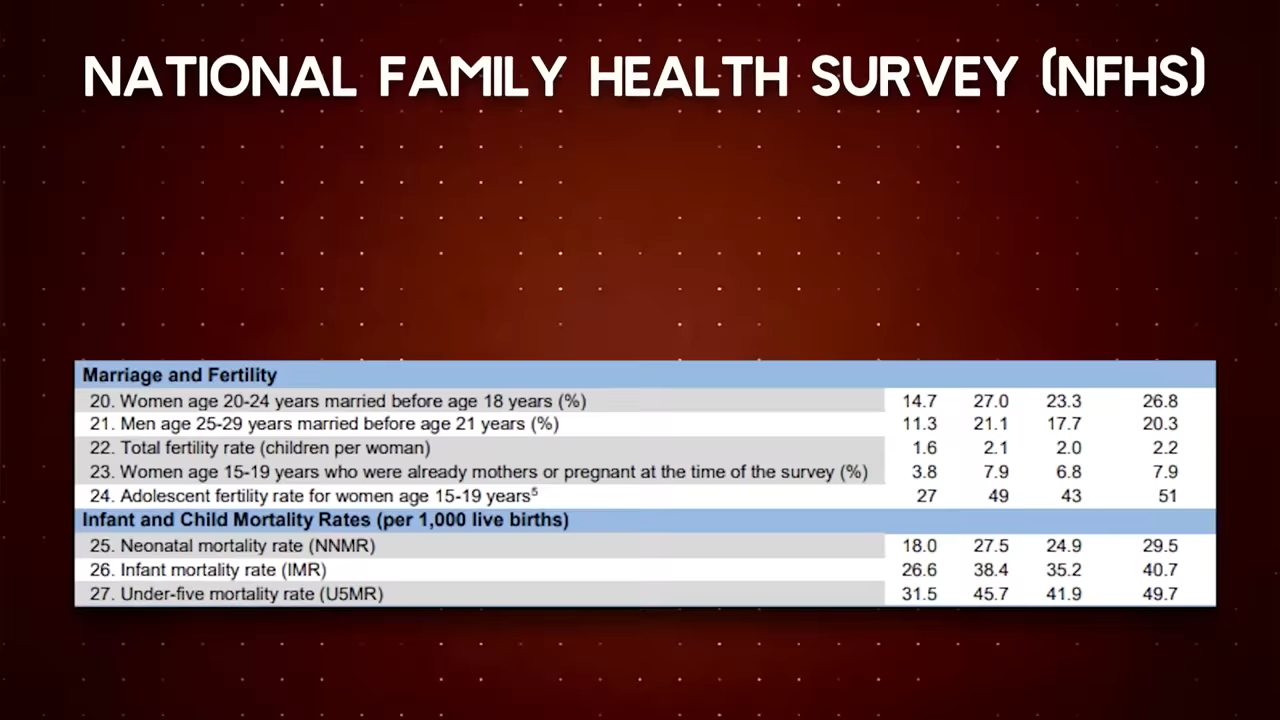 NATIONAL FAMILY HEALTH SURVEY (NFHS)
Marriage and Fertility
20. Women age 20-24 years married before age 18 years (%) 14.7 27.0 23.3 26.8
21. Men age 25-29 years married before age 21 years (%) 11.3 21.1 17.7 20.3
22. Total fertility rate (children per woman) 1.6 2.1 2.0 2.2
23. Women age 15-19 years who were already mothers or pregnant at the time of the survey (%) 3.8 7.9 6.8 7.9
24. Adolescent fertility rate for women age 15-19 years⁵ 27 49 43 51
Infant and Child Mortality Rates (per 1,000 live births)
25. Neonatal mortality rate (NNMR) 18.0 27.5 24.9 29.5
26. Infant mortality rate (IMR) 26.6 38.4 35.2 40.7
27. Under-five mortality rate (U5MR) 31.5 45.7 41.9 49.7